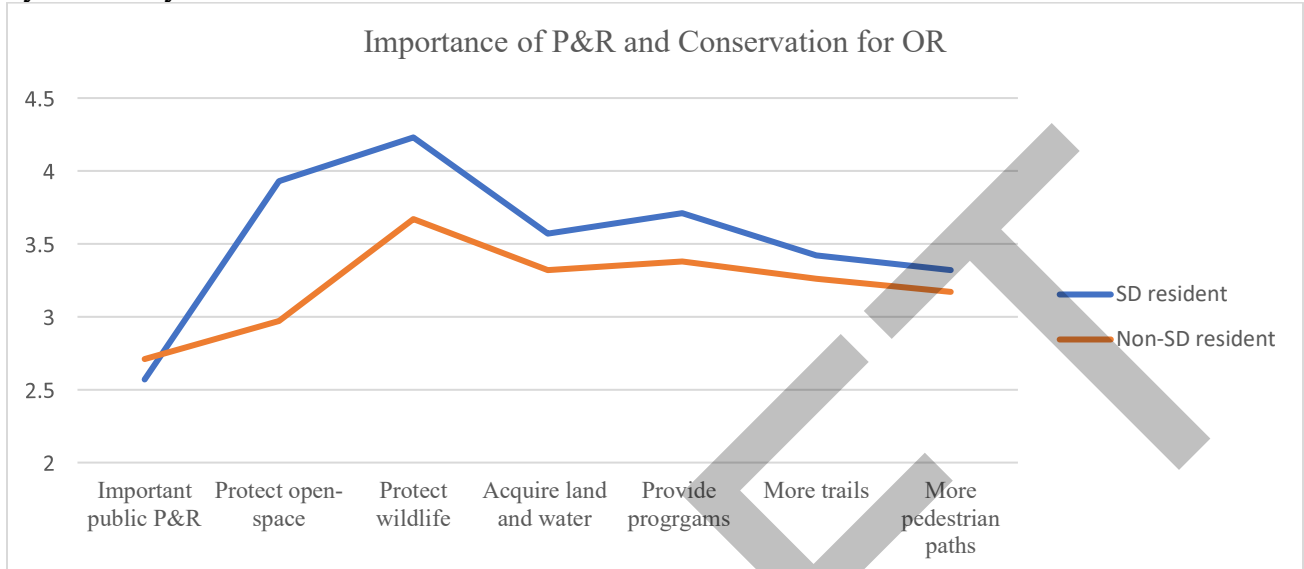 Importance of P&R and Conservation for OR
4.5
4
3.5
3
2.5
2
Important
public P&R
Protect open-
space
Protect
wildlife
Acquire land
and water
Provide
progrgams
More trails
More
pedestrian
paths
SD resident
Non-SD resident